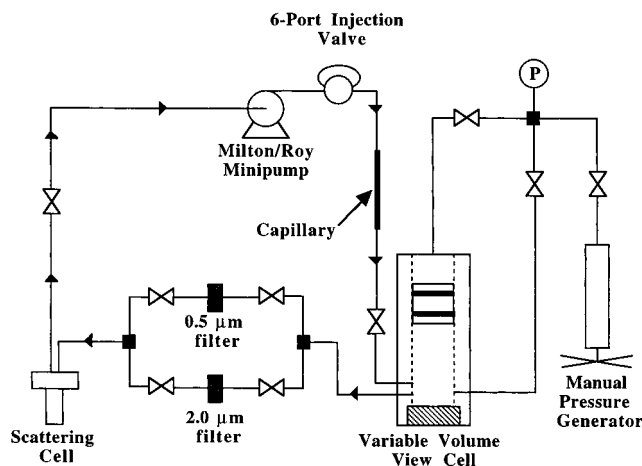 6-Port Injection
Valve
P
Milton/Roy
Minipump
Capillary
0.5 μm
filter
2.0 μm
filter
Scattering
Cell
Variable Volume
View Cell
Manual
Pressure
Generator